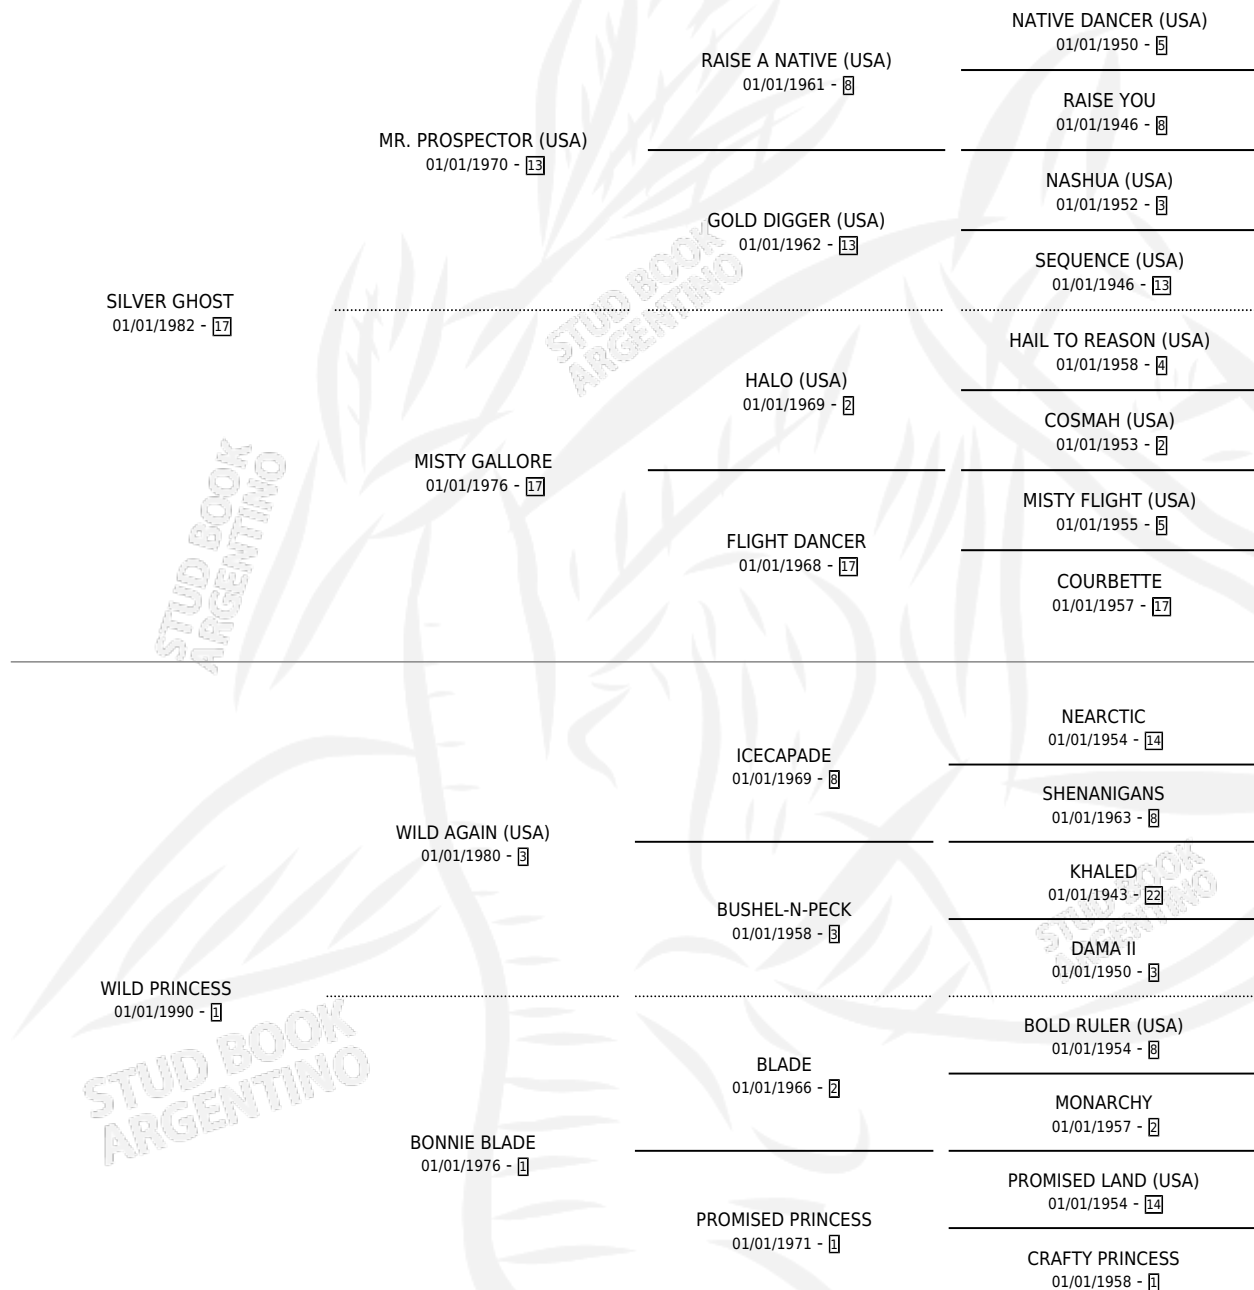 NATIVE DANCER (USA)
01/01/1950 - 5
RAISE A NATIVE (USA)
01/01/1961 - 8
RAISE YOU
01/01/1946 - 8
MR. PROSPECTOR (USA)
01/01/1970 - 13
NASHUA (USA)
01/01/1952 - 3
GOLD DIGGER (USA)
01/01/1962 - 13
SEQUENCE (USA)
01/01/1946 - 13
SILVER GHOST
01/01/1982 - 17
STUD BOOK
ARGENTINO
HAIL TO REASON (USA)
01/01/1958 - 4
HALO (USA)
01/01/1969 - 2
COSMAH (USA)
01/01/1953 - 2
MISTY GALLORE
01/01/1976 - 17
MISTY FLIGHT (USA)
01/01/1955 - 5
FLIGHT DANCER
01/01/1968 - 17
COURBETTE
01/01/1957 - 17
STUD BOOK
ARGENTINO
NEARCTIC
01/01/1954 - 14
ICECAPADE
01/01/1969 - 8
SHENANIGANS
01/01/1963 - 8
WILD AGAIN (USA)
01/01/1980 - 3
KHALED
01/01/1943 - 22
BUSHEL-N-PECK
01/01/1958 - 3
DAMA II
01/01/1950 - 3
STUD BOOK
ARGENTINO
WILD PRINCESS
01/01/1990 - 1
BOLD RULER (USA)
01/01/1954 - 8
BLADE
01/01/1966 - 2
MONARCHY
01/01/1957 - 2
STUD BOOK
ARGENTINO
BONNIE BLADE
01/01/1976 - 1
PROMISED LAND (USA)
01/01/1954 - 14
PROMISED PRINCESS
01/01/1971 - 1
CRAFTY PRINCESS
01/01/1958 - 1